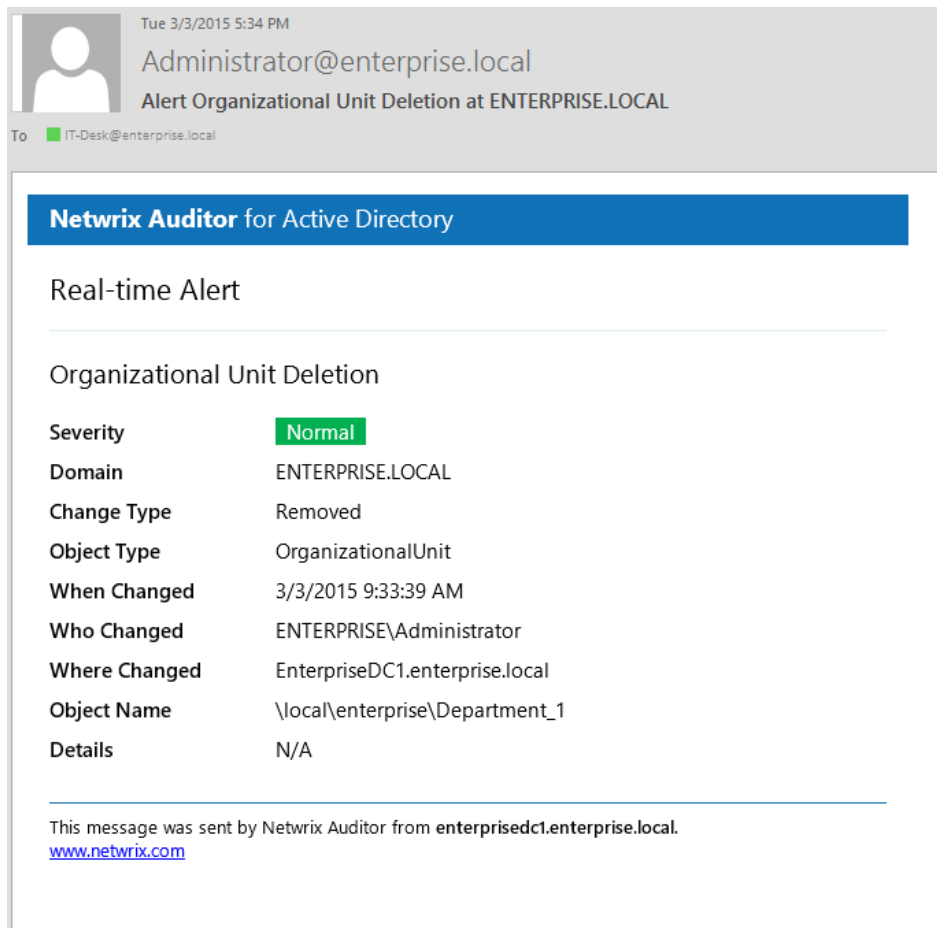 Tue 3/3/2015 5:34 PM
Administrator@enterprise.local
Alert Organizational Unit Deletion at ENTERPRISE.LOCAL
To IT-Desk@enterprise.local
Netwrix Auditor for Active Directory
Real-time Alert
Organizational Unit Deletion
Severity Normal
Domain ENTERPRISE.LOCAL
Change Type Removed
Object Type OrganizationalUnit
When Changed 3/3/2015 9:33:39 AM
Who Changed ENTERPRISE\Administrator
Where Changed EnterpriseDC1.enterprise.local
Object Name \local\enterprise\Department_1
Details N/A
This message was sent by Netwrix Auditor from enterprisedc1.enterprise.local.
www.netwrix.com